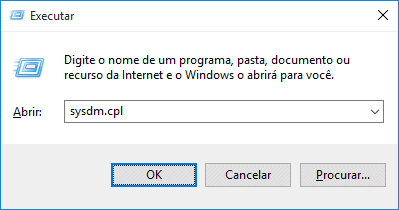 Executar
Digite o nome de um programa, pasta, documento ou
recurso da Internet e o Windows o abrirá para você.
Abrir: sysdm.cpl
OK Cancelar Procurar...